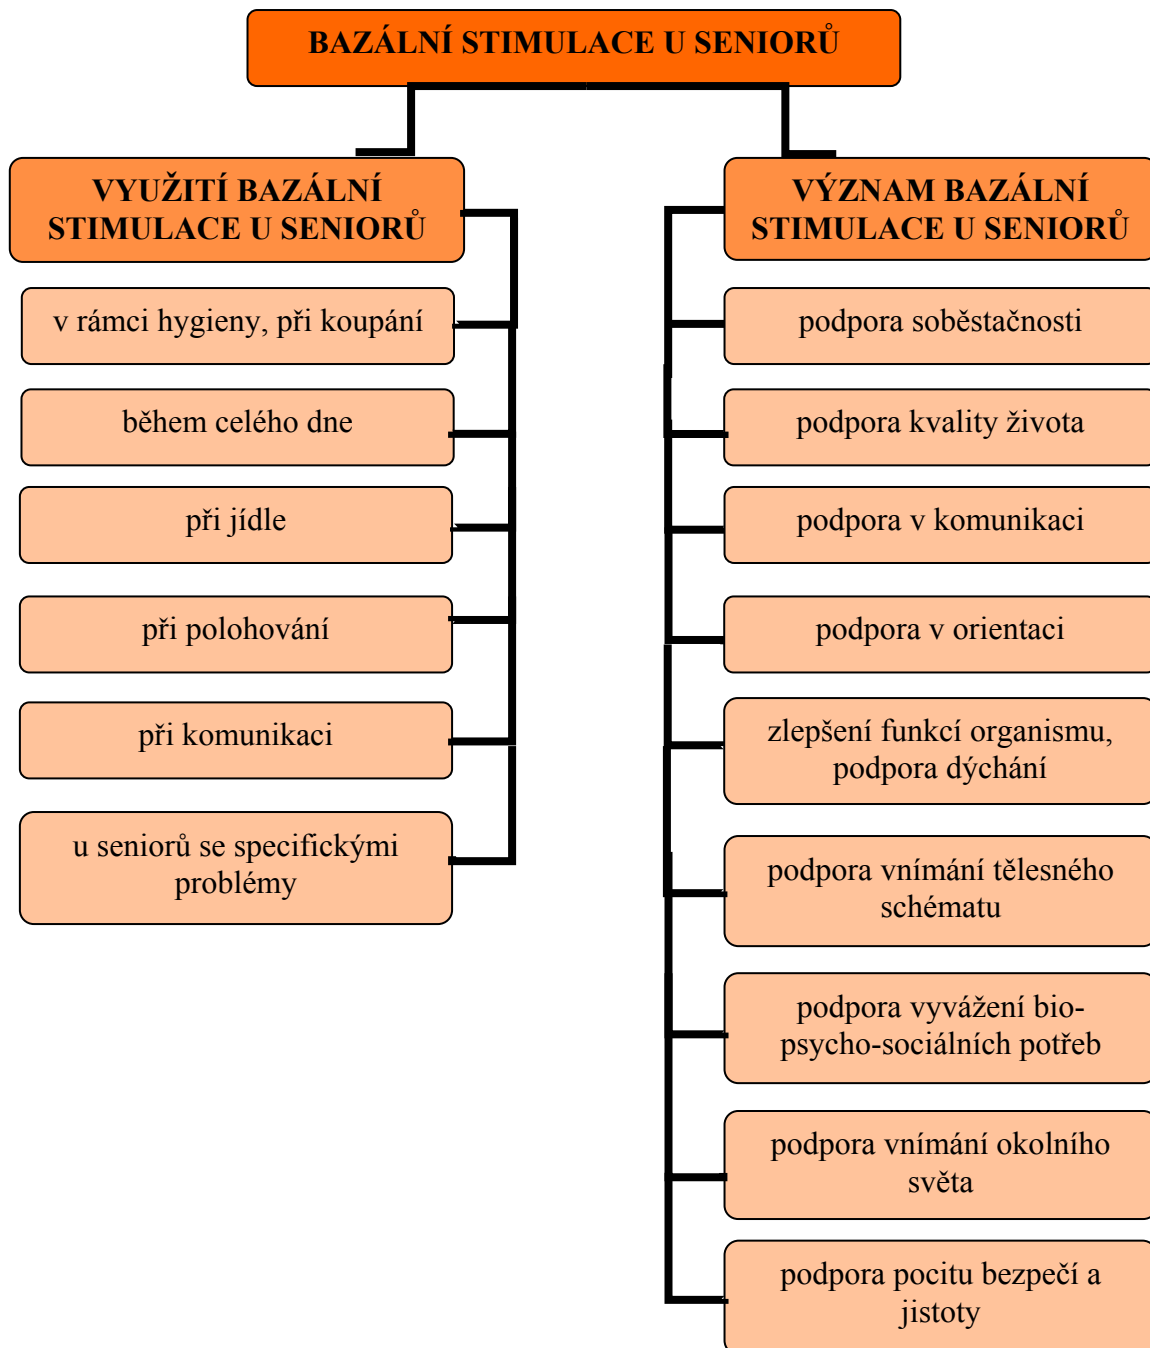 BAZÁLNÍ STIMULACE U SENIORŮ
VYUŽITÍ BAZÁLNÍ
STIMULACE U SENIORŮ
v rámci hygieny, při koupání
během celého dne
při jídle
při polohování
při komunikaci
u seniorů se specifickými
problémy
VÝZNAM BAZÁLNÍ
STIMULACE U SENIORŮ
podpora soběstačnosti
podpora kvality života
podpora v komunikaci
podpora v orientaci
zlepšení funkcí organismu,
podpora dýchání
podpora vnímání tělesného
schématu
podpora vyvážení bio-
psycho-sociálních potřeb
podpora vnímání okolního
světa
podpora pocitu bezpečí a
jistoty